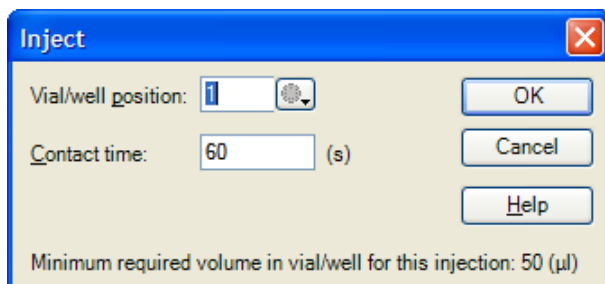 Inject
Vial/well position: 1
OK
Contact time: 60 (s)
Cancel
Help
Minimum required volume in vial/well for this injection: 50 (µl)